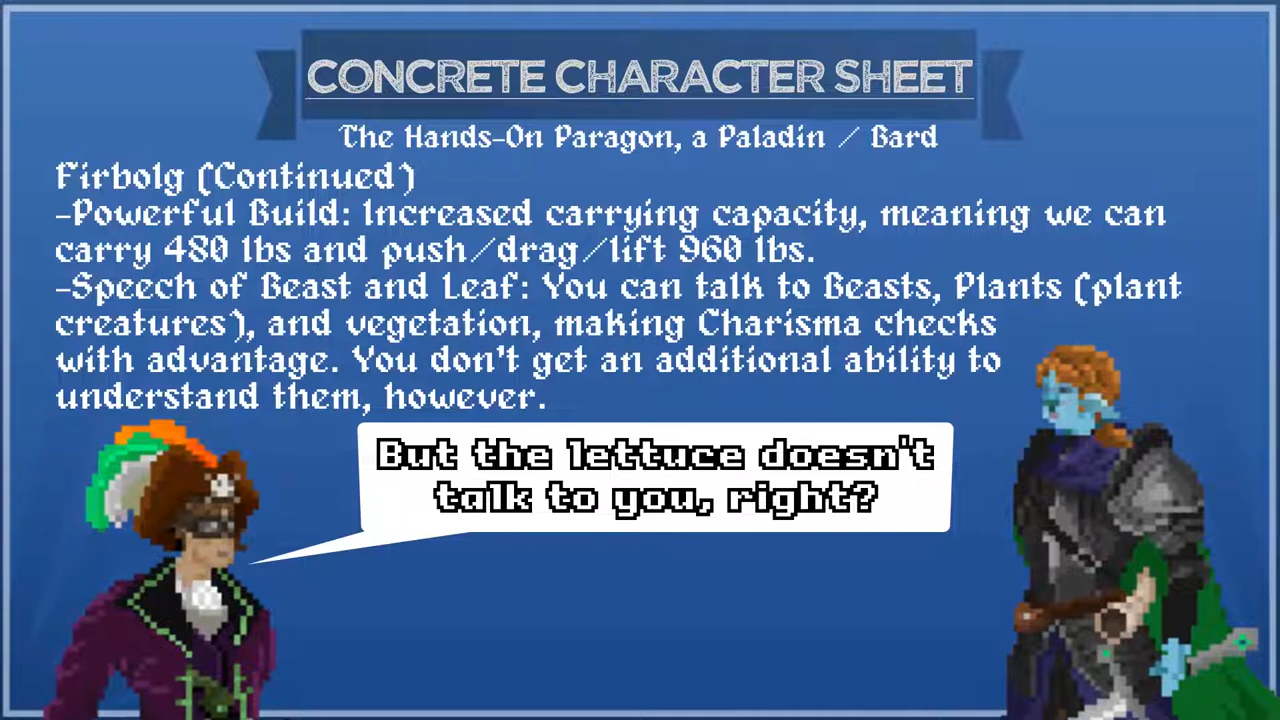 CONCRETE CHARACTER SHEET
The Hands-On Paragon, a Paladin / Bard
Firbolg (Continued)
-Powerful Build: Increased carrying capacity, meaning we can
carry 480 lbs and push/drag/lift 960 lbs.
-Speech of Beast and Leaf: You can talk to Beasts, Plants (plant
creatures), and vegetation, making Charisma checks
with advantage. You don't get an additional ability to
understand them, however.
But the lettuce doesn't
talk to you, right?